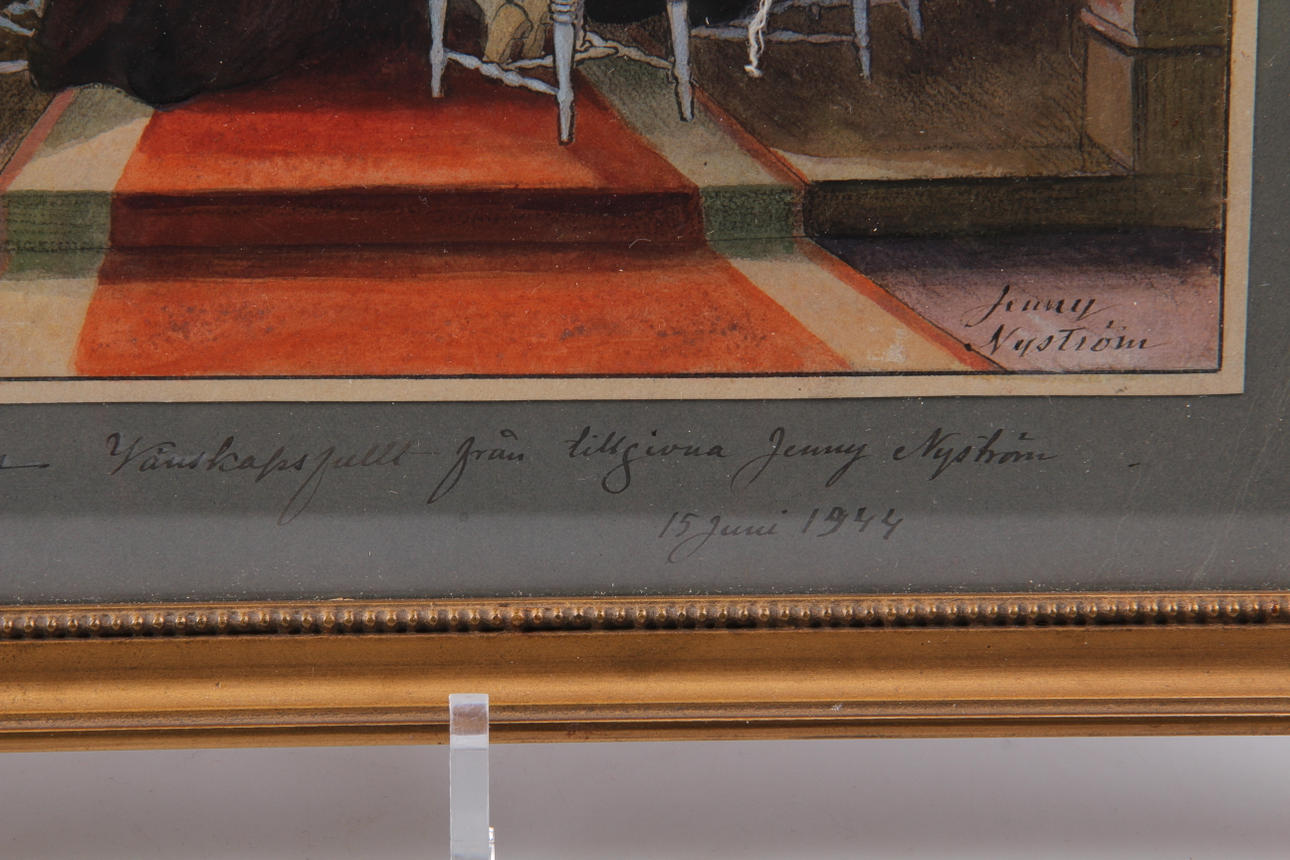 Jenny
Nyström
Vänskapsfullt från tillgivna Jenny Nyström
15 Juni 1944